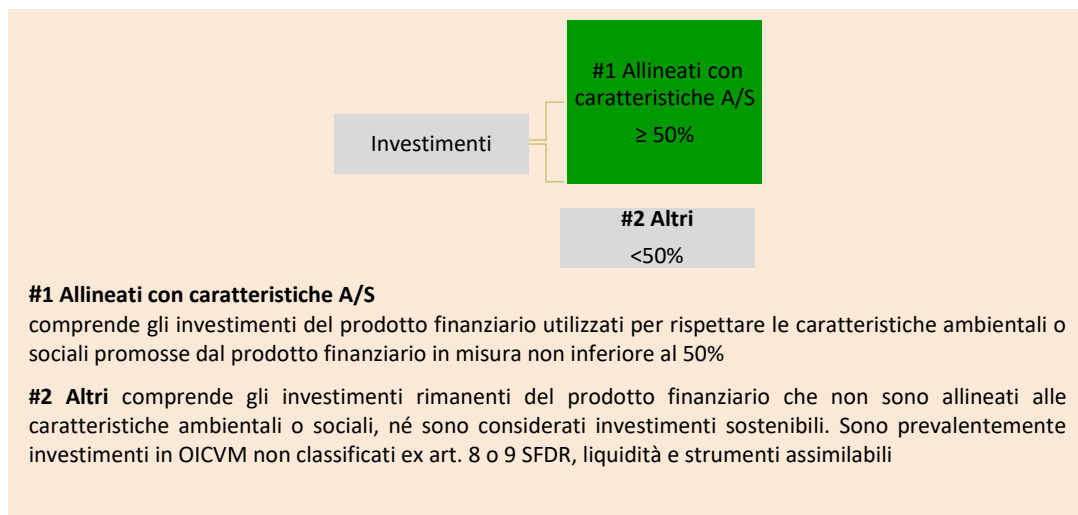 #1 Allineati con
caratteristiche A/S
≥ 50%
Investimenti
#2 Altri
<50%
#1 Allineati con caratteristiche A/S
comprende gli investimenti del prodotto finanziario utilizzati per rispettare le caratteristiche ambientali o
sociali promosse dal prodotto finanziario in misura non inferiore al 50%
#2 Altri comprende gli investimenti rimanenti del prodotto finanziario che non sono allineati alle
caratteristiche ambientali o sociali, né sono considerati investimenti sostenibili. Sono prevalentemente
investimenti in OICVM non classificati ex art. 8 o 9 SFDR, liquidità e strumenti assimilabili